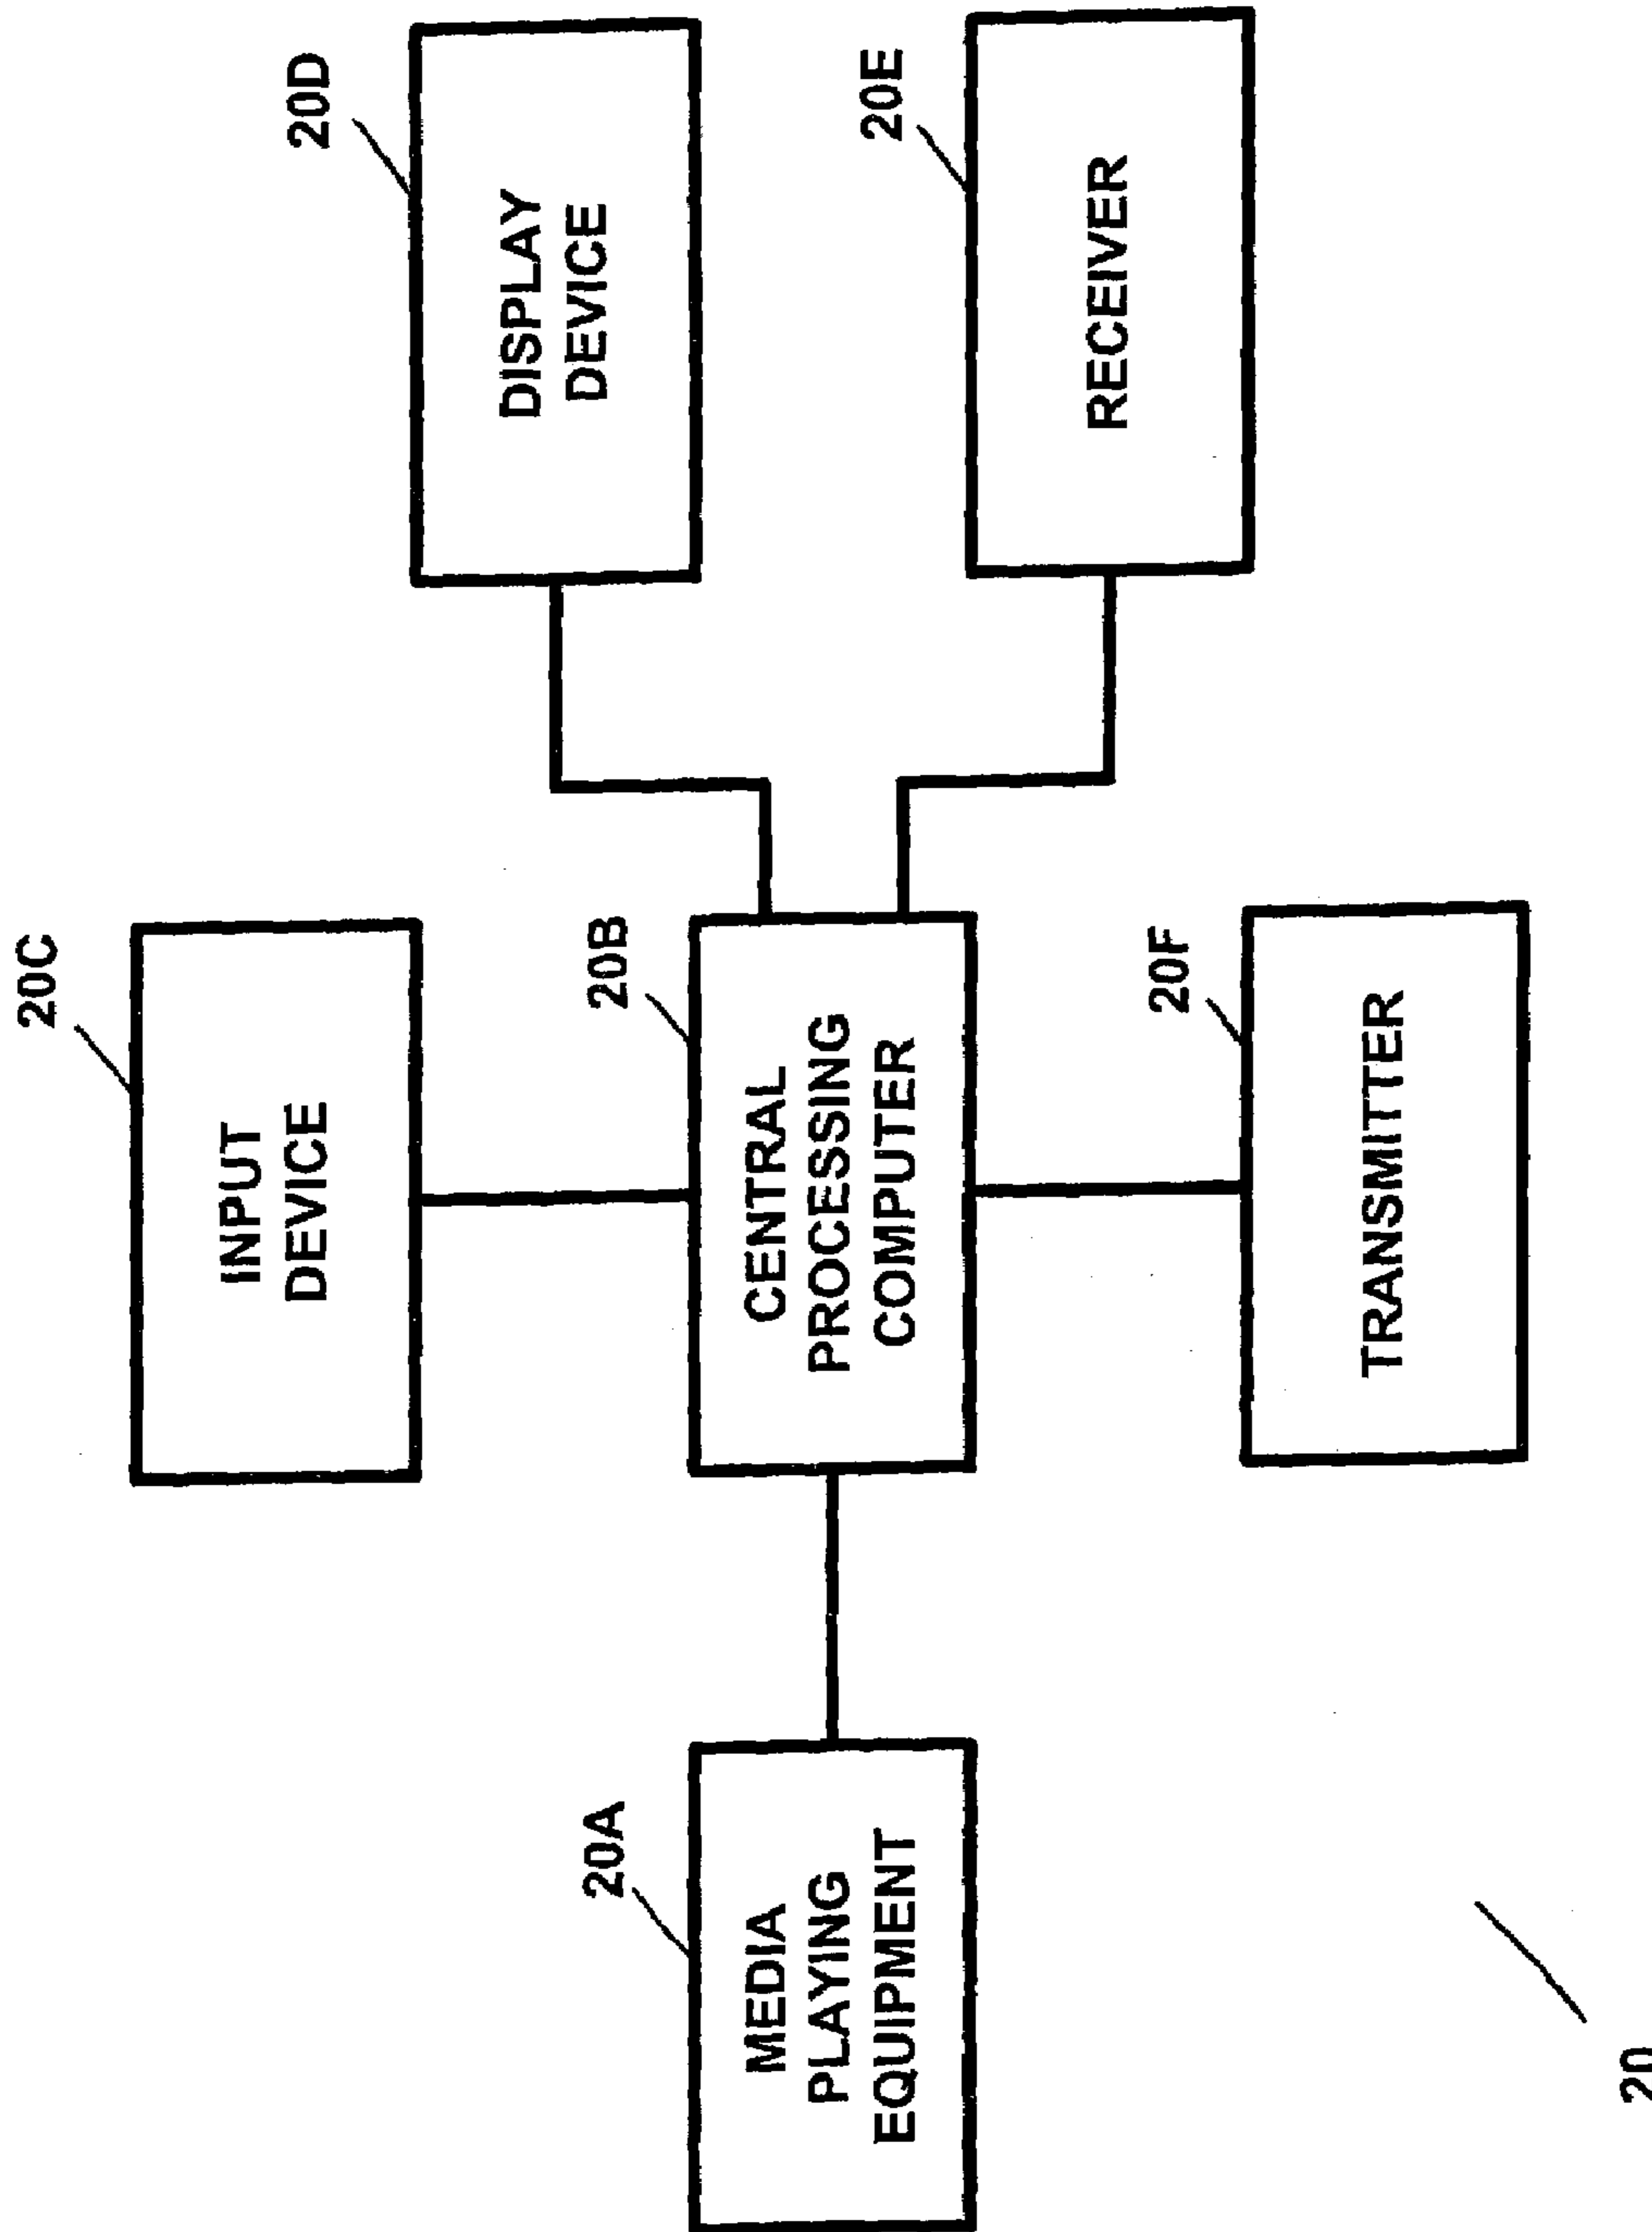 20C
INPUT
DEVICE
20D
DISPLAY
DEVICE
20A
MEDIA
PLAYING
EQUIPMENT
20B
CENTRAL
PROCESSING
COMPUTER
20E
RECEIVER
20F
TRANSMITTER
20